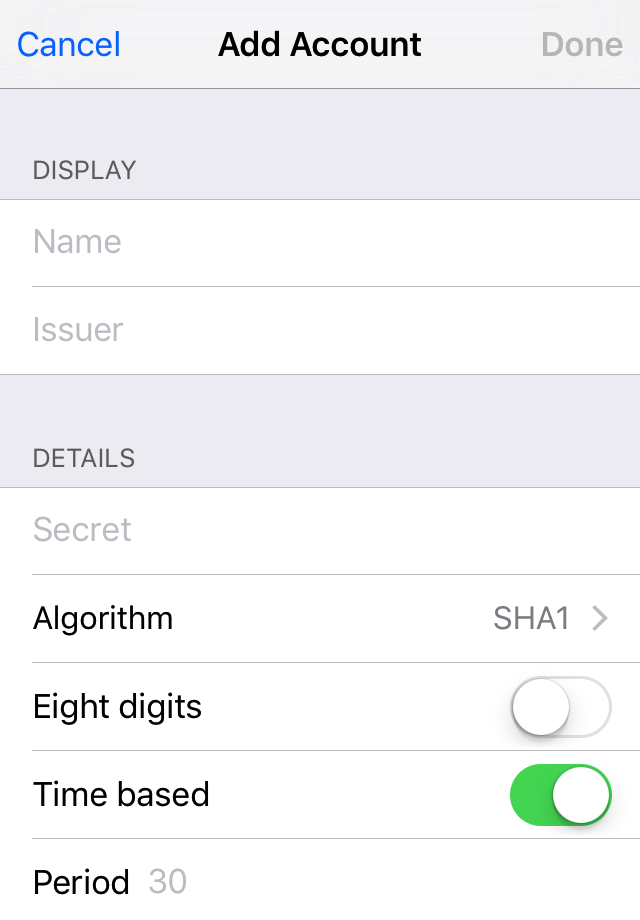 Cancel Add Account Done
DISPLAY
Name
Issuer
DETAILS
Secret
Algorithm SHA1
Eight digits
Time based
Period 30